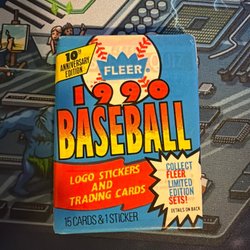 10TH
ANNIVERSARY
EDITION
FLEER
1990
BASEBALL
LOGO STICKERS
AND
TRADING CARDS
COLLECT
FLEER
LIMITED
EDITION
SETS!
DETAILS ON BACK
15 CARDS & 1 STICKER